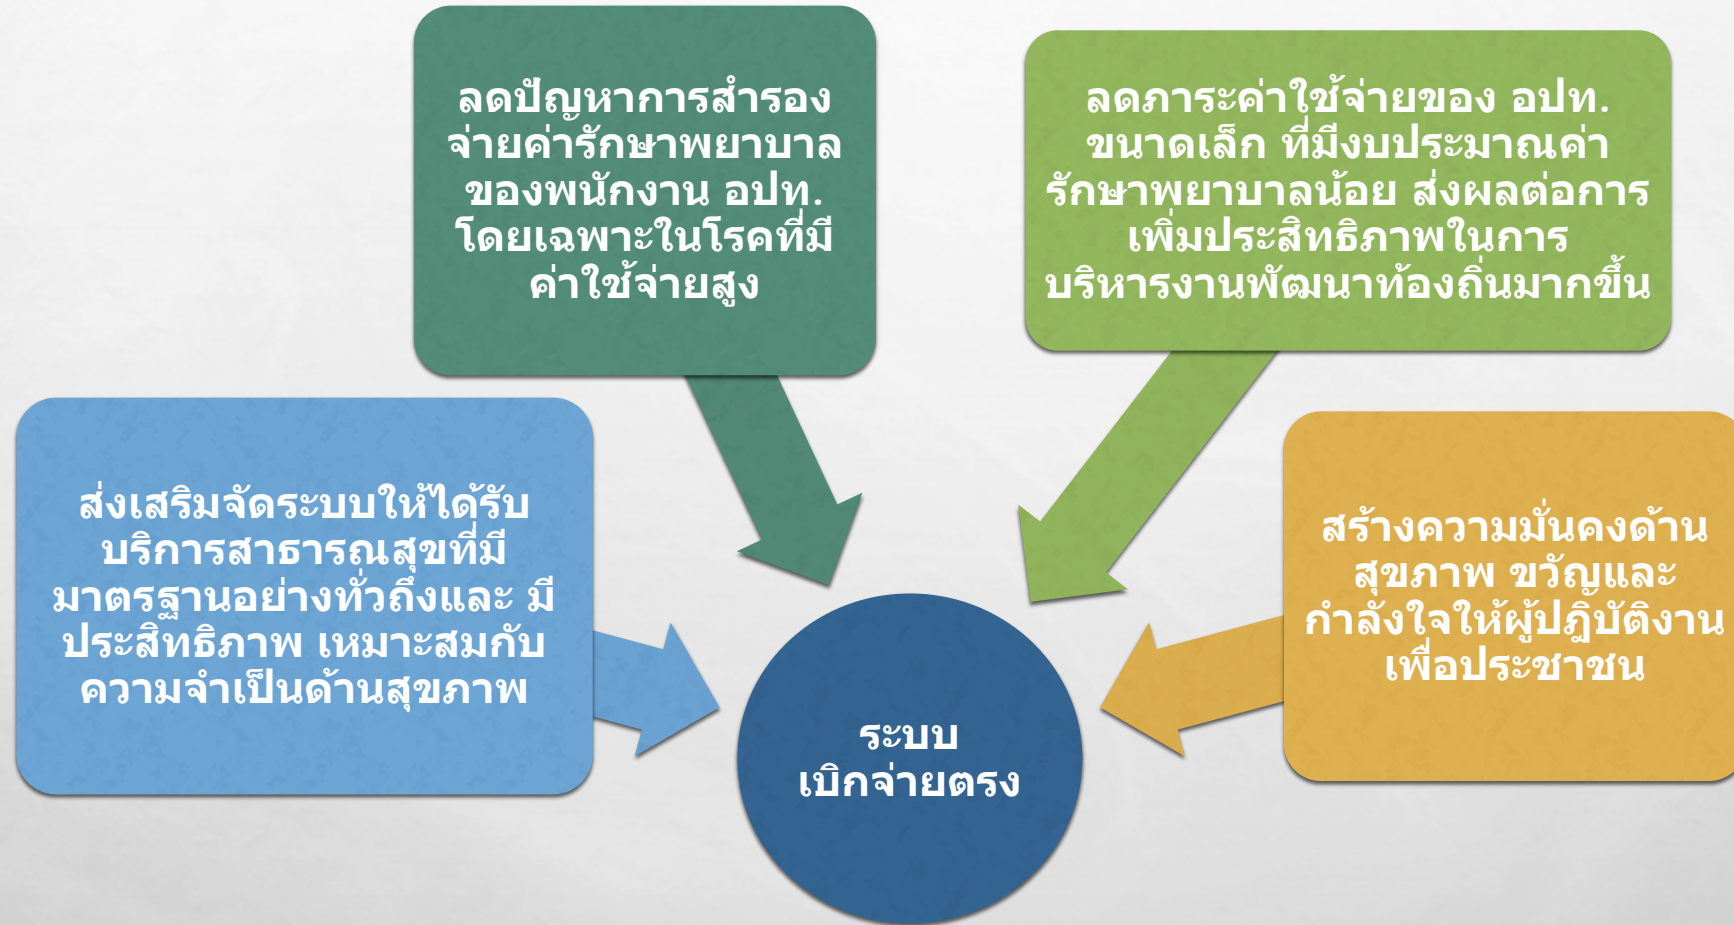 ลดปัญหาการสำรอง
จ่ายค่ารักษาพยาบาล
ของพนักงาน อปท.
โดยเฉพาะในโรคที่มี
ค่าใช้จ่ายสูง
ลดภาระค่าใช้จ่ายของ อปท.
ขนาดเล็ก ที่มีงบประมาณค่า
รักษาพยาบาลน้อย ส่งผลต่อการ
เพิ่มประสิทธิภาพในการ
บริหารงานพัฒนาท้องถิ่นมากขึ้น
ส่งเสริมจัดระบบให้ได้รับ
บริการสาธารณสุขที่มี
มาตรฐานอย่างทั่วถึงและ มี
ประสิทธิภาพ เหมาะสมกับ
ความจำเป็นด้านสุขภาพ
สร้างความมั่นคงด้าน
สุขภาพ ขวัญและ
กำลังใจให้ผู้ปฎิบัติงาน
เพื่อประชาชน
ระบบ
เบิกจ่ายตรง